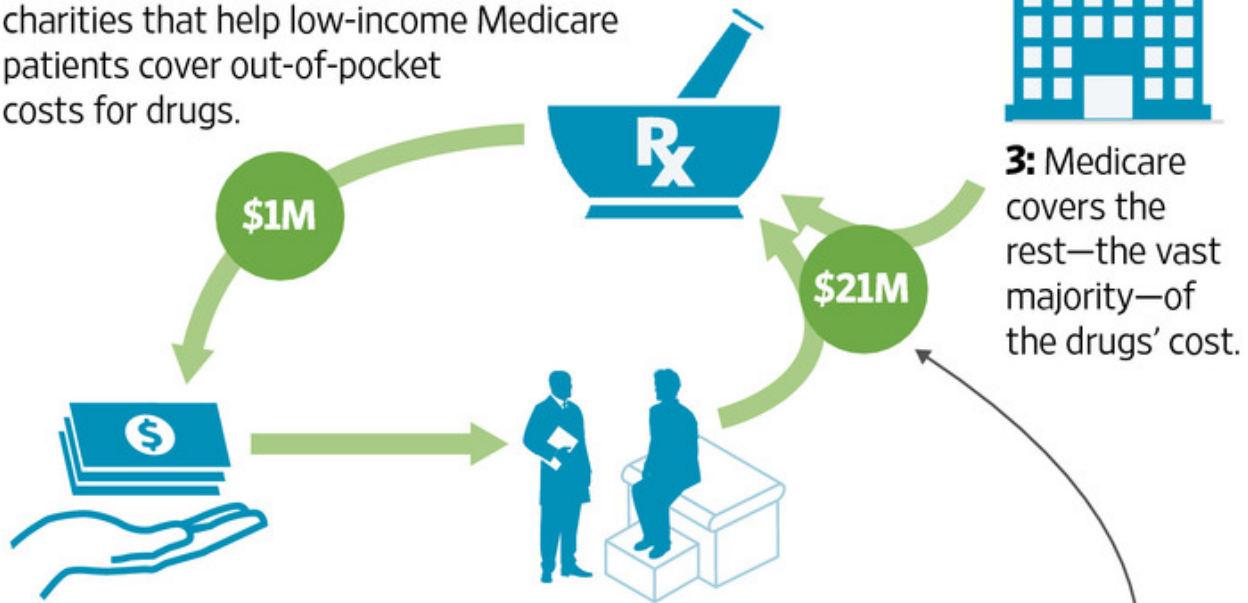 charities that help low-income Medicare
patients cover out-of-pocket
costs for drugs.
Rx
$1M
3: Medicare
covers the
rest—the vast
majority—of
the drugs’ cost.
$21M
$